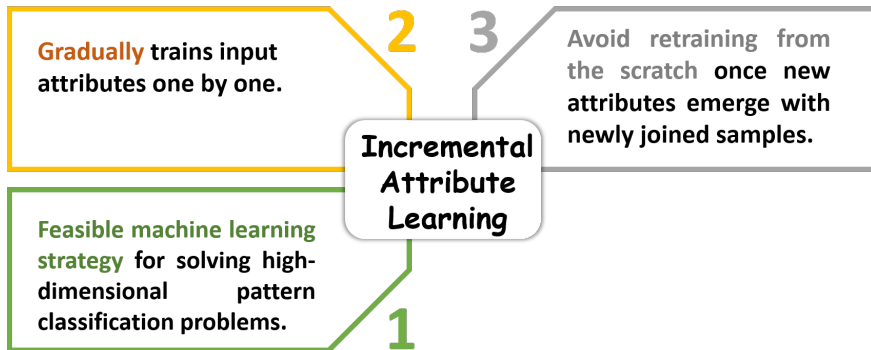 2
Gradually trains input
attributes one by one.
3
Avoid retraining from
the scratch once new
attributes emerge with
newly joined samples.
Incremental
Attribute
Learning
Feasible machine learning
strategy for solving high-
dimensional pattern
classification problems.
1